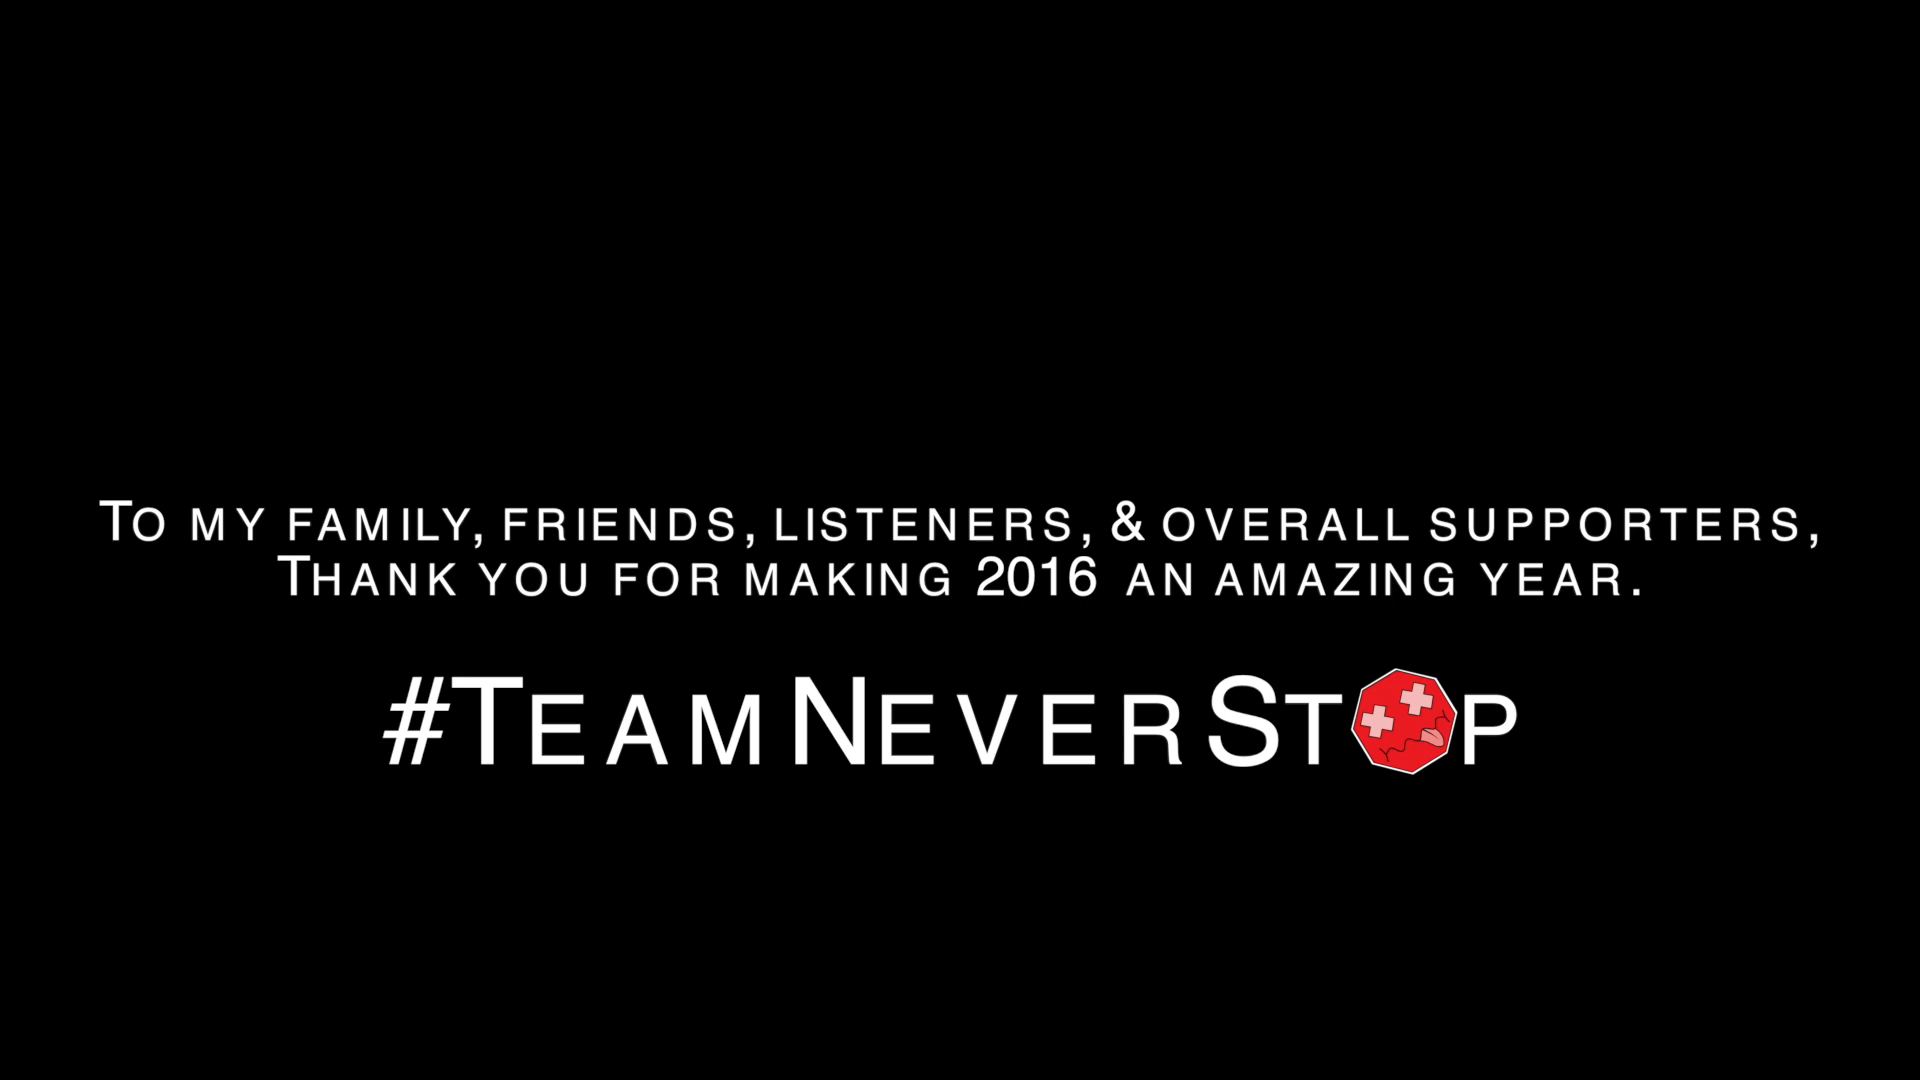 To my family, friends, listeners, & overall supporters,
Thank you for making 2016 an amazing year.
#TeamNeverStop